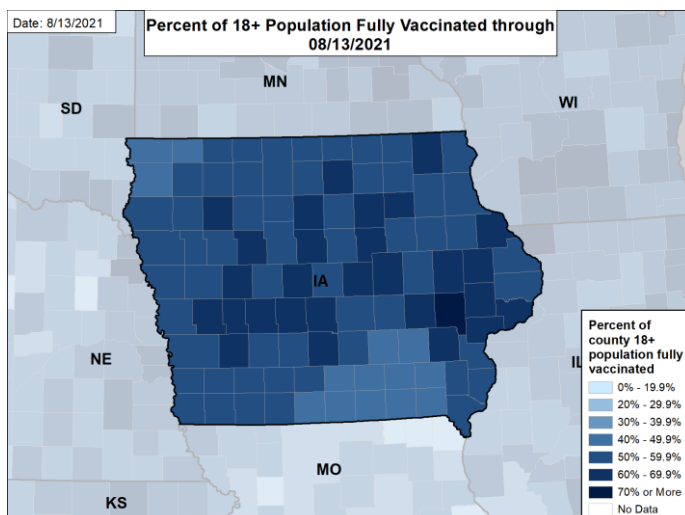 Date: 8/13/2021
Percent of 18+ Population Fully Vaccinated through
08/13/2021
MN
SD
WI
IA
NE
IL
MO
KS
Percent of
county 18+
population fully
vaccinated
0% - 19.9%
20% - 29.9%
30% - 39.9%
40% - 49.9%
50% - 59.9%
60% - 69.9%
70% or More
No Data